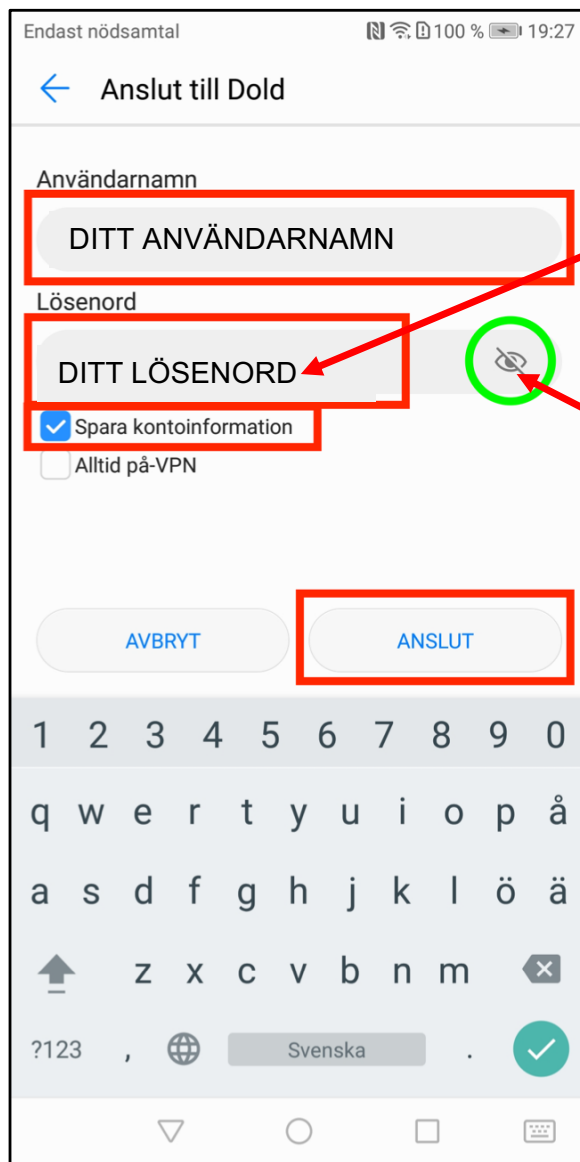 Endast nödsamtal 100 % 19:27
Anslut till Dold
Användarnamn
DITT ANVÄNDARNAMN
Lösenord
DITT LÖSENORD
Spara kontoinformation
Alltid på-VPN
AVBRYT ANSLUT
1 2 3 4 5 6 7 8 9 0
q w e r t y u i o p å
a s d f g h j k l ö ä
z x c v b n m
?123 , Svenska .